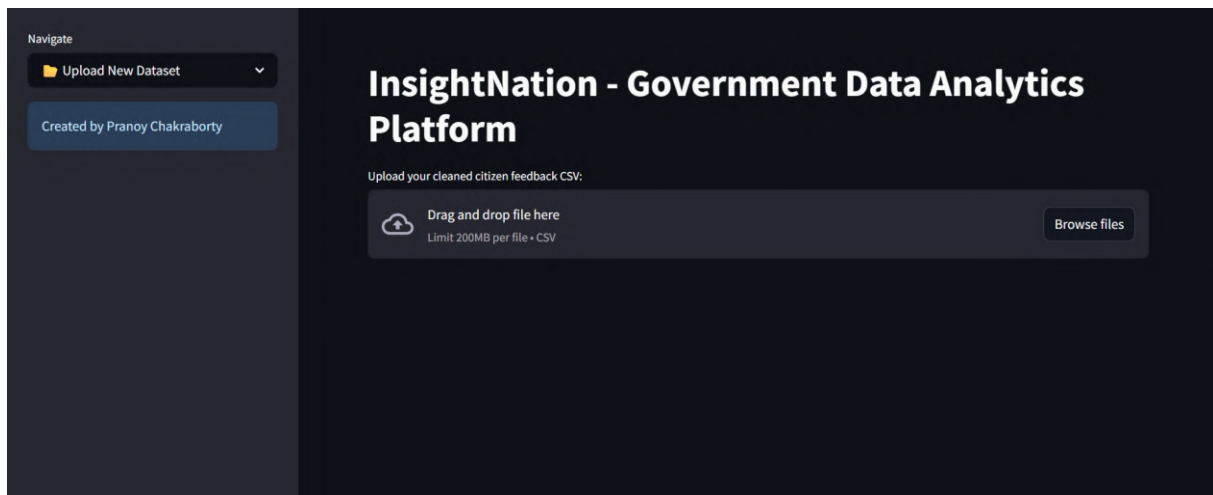 Navigate
📁 Upload New Dataset
Created by Pranoy Chakraborty
InsightNation - Government Data Analytics
Platform
Upload your cleaned citizen feedback CSV:
Drag and drop file here
Limit 200MB per file • CSV
Browse files